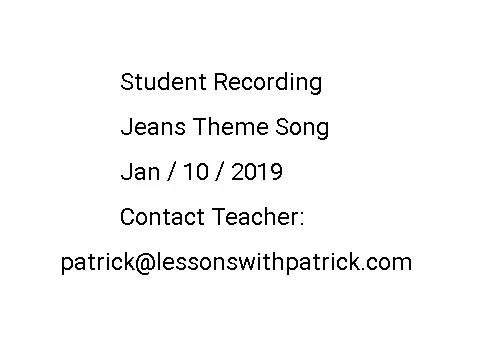 Student Recording
Jeans Theme Song
Jan / 10 / 2019
Contact Teacher:
patrick@lessonswithpatrick.com